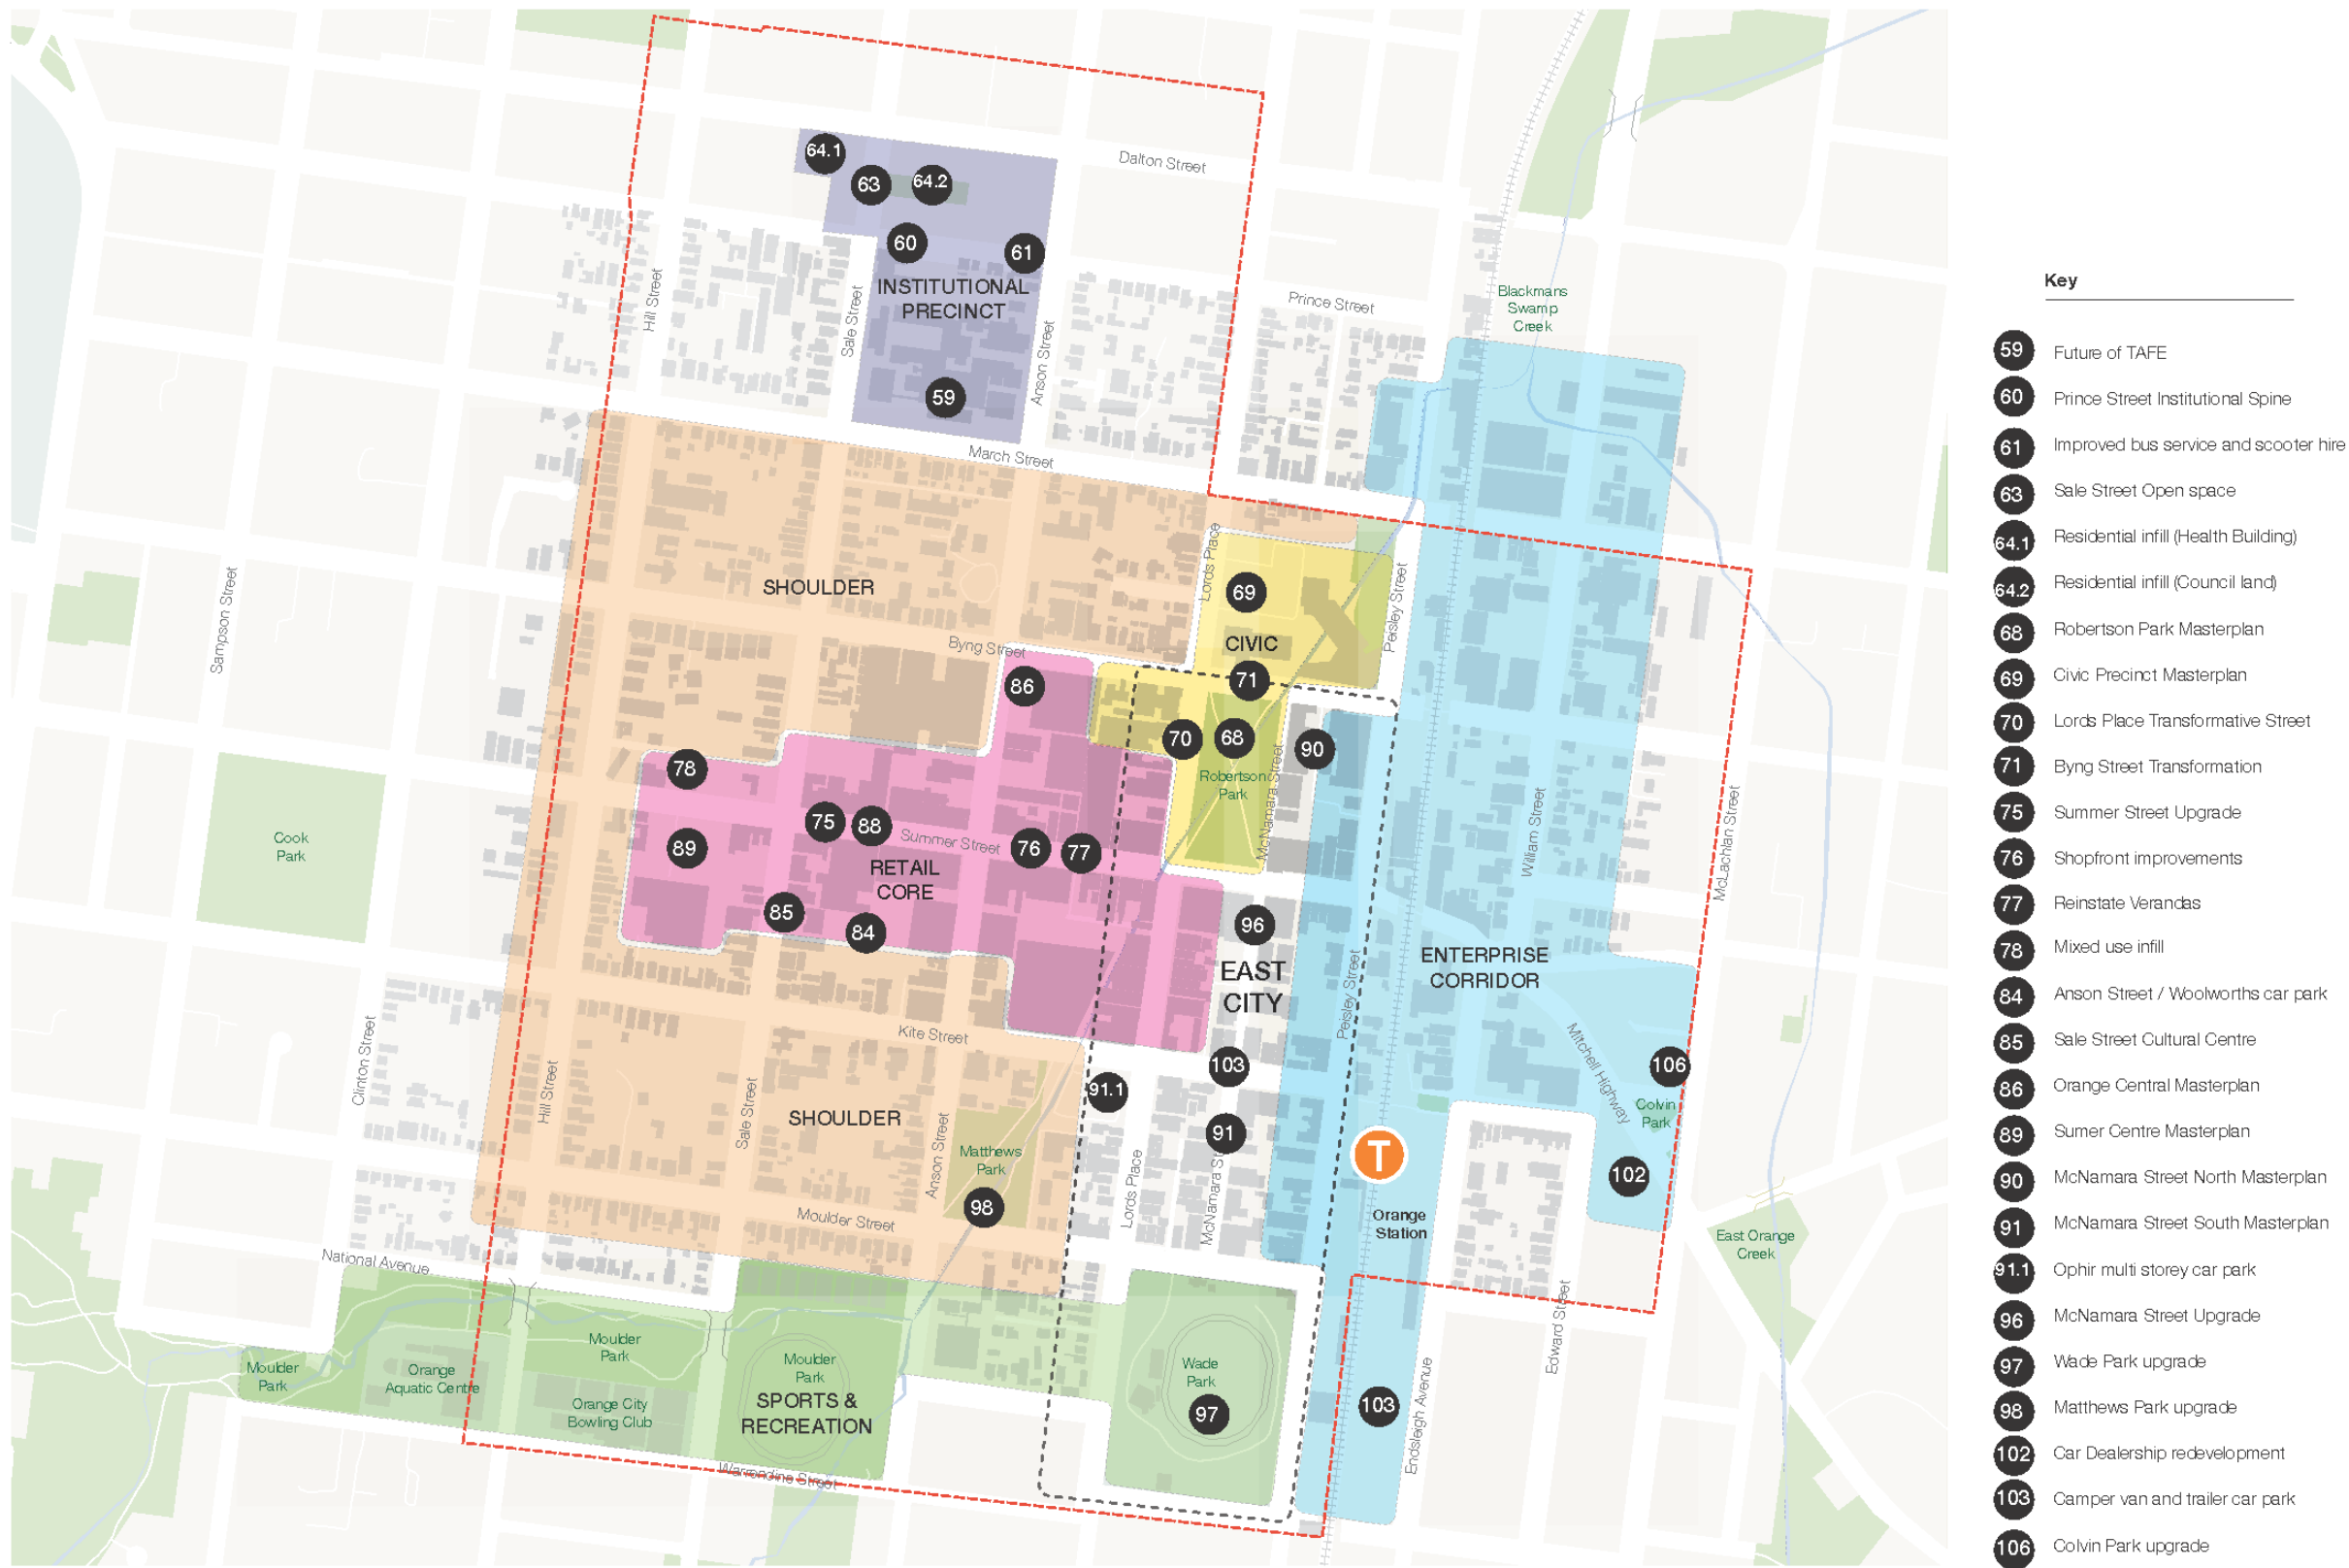 64.1
63
64.2
60
61
59
INSTITUTIONAL
PRECINCT
Dalton Street
Hill Street
Sale Street
Anson Street
Prince Street
Blackmans
Swamp
Creek
March Street
Lords Place
Peisley Street
Sampson Street
SHOULDER
69
CIVIC
71
Byng Street
86
70
68
90
Robertson
Park
McNamara Street
78
75
88
Summer Street
76
77
89
RETAIL
CORE
85
84
Cook
Park
William Street
McLachlan Street
96
EAST
CITY
ENTERPRISE
CORRIDOR
Peisley Street
Kite Street
Mitchell Highway
Clinton Street
Hill Street
Sale Street
SHOULDER
Anson Street
91.1
103
91
106
Colvin
Park
102
Matthews
Park
98
Lords Place
McNamara St
T
Orange
Station
Moulder Street
National Avenue
East Orange
Creek
Moulder
Park
Orange
Aquatic Centre
Moulder
Park
Orange City
Bowling Club
Moulder
Park
SPORTS &
RECREATION
Wade
Park
97
103
Endsleigh Avenue
Edward Street
Warrendine Street
Key
59 Future of TAFE
60 Prince Street Institutional Spine
61 Improved bus service and scooter hire
63 Sale Street Open space
64.1 Residential infill (Health Building)
64.2 Residential infill (Council land)
68 Robertson Park Masterplan
69 Civic Precinct Masterplan
70 Lords Place Transformative Street
71 Byng Street Transformation
75 Summer Street Upgrade
76 Shopfront improvements
77 Reinstate Verandas
78 Mixed use infill
84 Anson Street / Woolworths car park
85 Sale Street Cultural Centre
86 Orange Central Masterplan
89 Sumer Centre Masterplan
90 McNamara Street North Masterplan
91 McNamara Street South Masterplan
91.1 Ophir multi storey car park
96 McNamara Street Upgrade
97 Wade Park upgrade
98 Matthews Park upgrade
102 Car Dealership redevelopment
103 Camper van and trailer car park
106 Colvin Park upgrade